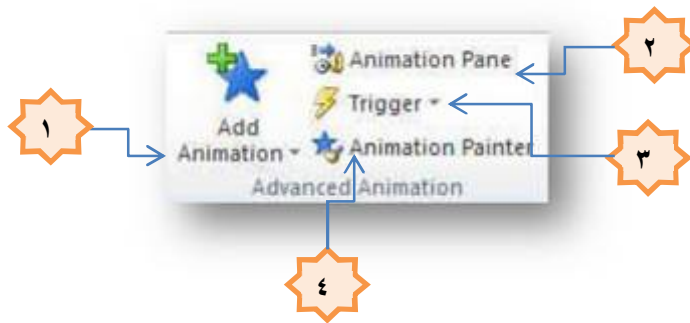 ٢
Animation Pane
Trigger
٣
١
Add
Animation
Animation Painter
Advanced Animation
٤